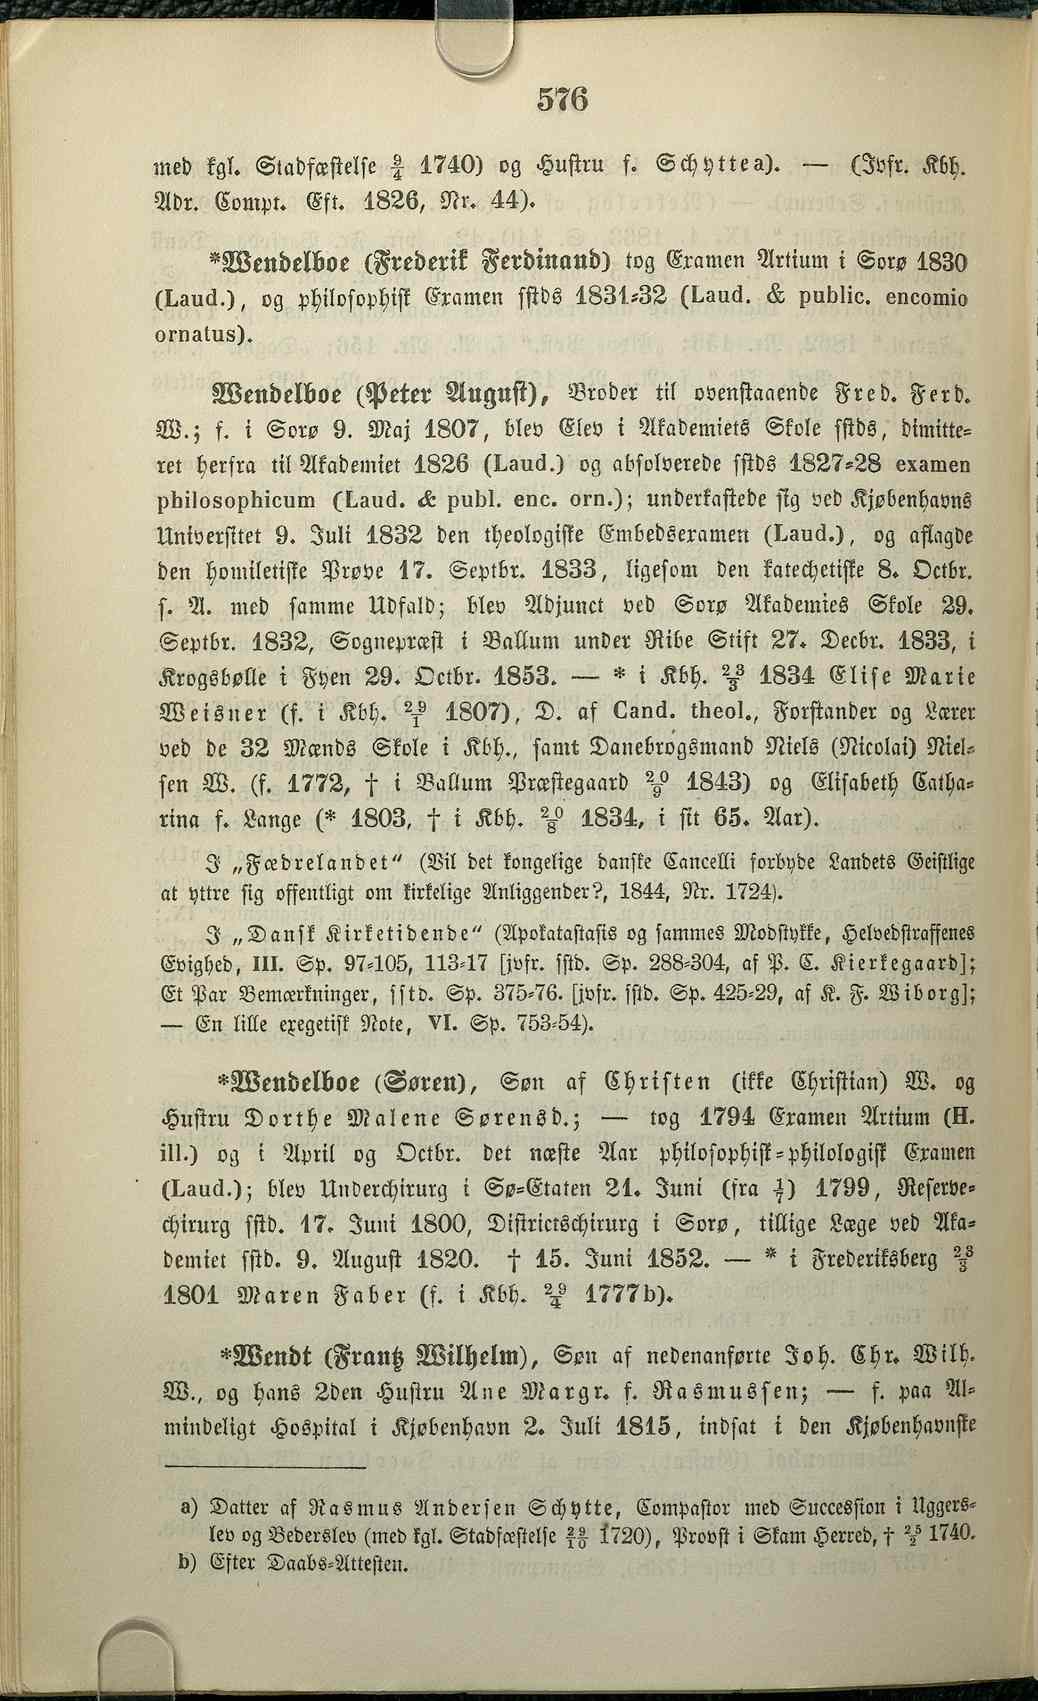 576
med kgl. Stadfæstelse 9/4 1740) og Hustru f. Schyttea). — (Jvfr. Kbh.
Adr. Compt. Eft. 1826, Nr. 44).
*Wendelboe (Frederik Ferdinand) tog Examen Artium i Sorø 1830
(Laud.), og philosophisk Examen sstds 1831-32 (Laud. & public. encomio
ornatus).
Wendelboe (Peter August), Broder til ovenstaaende Fred. Ferd.
W.; f. i Sorø 9. Maj 1807, blev Elev i Akademiets Skole sstds, dimitte-
ret herfra til Akademiet 1826 (Laud.) og absolverede sstds 1827-28 examen
philosophicum (Laud. & publ. enc. orn.); underkastede sig ved Kjøbenhavns
Universitet 9. Juli 1832 den theologiske Embedsexamen (Laud.), og aflagde
den homiletiske Prøve 17. Septbr. 1833, ligesom den katechetiske 8. Octbr.
s. A. med samme Udfald; blev Adjunct ved Sorø Akademies Skole 29.
Septbr. 1832, Sognepræst i Ballum under Ribe Stift 27. Decbr. 1833, i
Krogsbølle i Fyen 29. Octbr. 1853. — * i Kbh. 23/3 1834 Elise Marie
Weisner (f. i Kbh. 29/1 1807), D. af Cand. theol., Forstander og Lærer
ved de 32 Mænds Skole i Kbh., samt Danebrogsmand Niels (Nicolai) Niel-
sen W. (f. 1772, † i Ballum Præstegaard 20/9 1843) og Elisabeth Catha-
rina f. Lange (* 1803, † i Kbh. 20/8 1834, i sit 65. Aar).
I „Fædrelandet“ (Vil det kongelige danske Cancelli forbyde Landets Geistlige
at yttre sig offentligt om kirkelige Anliggender?, 1844, Nr. 1724).
I „Dansk Kirketidende“ (Apokatastasis og sammes Modstykke, Helvedstraffenes
Evighed, III. Sp. 97-105, 113-17 [jvfr. sstd. Sp. 288-304, af P. C. Kierkegaard];
Et Par Bemærkninger, sstd. Sp. 375-76. [jvfr. sstd. Sp. 425-29, af K. F. Wiborg];
— En lille exegetisk Note, VI. Sp. 753-54).
*Wendelboe (Søren), Søn af Christen (ikke Christian) W. og
Hustru Dorthe Malene Sørensd.; — tog 1794 Examen Artium (H.
ill.) og i April og Octbr. det næste Aar philosophisk-philologisk Examen
(Laud.); blev Underchirurg i Sø-Etaten 21. Juni (fra 1/7) 1799, Reserve-
chirurg sstd. 17. Juni 1800, Districtschirurg i Sorø, tillige Læge ved Aka-
demiet sstd. 9. August 1820. † 15. Juni 1852. — * i Frederiksberg 23/3
1801 Maren Faber (f. i Kbh. 29/4 1777b).
*Wendt (Frantz Wilhelm), Søn af nedenanførte Joh. Chr. Wilh.
W., og hans 2den Hustru Ane Margr. f. Rasmussen; — f. paa Al-
mindeligt Hospital i Kjøbenhavn 2. Juli 1815, indsat i den Kjøbenhavnske
a) Datter af Rasmus Andersen Schytte, Compastor med Succession i Uggers-
lev og Bederslev (med kgl. Stadfæstelse 29/10 1720), Provst i Skam Herred, † 25/2 1740.
b) Efter Daabs-Attesten.